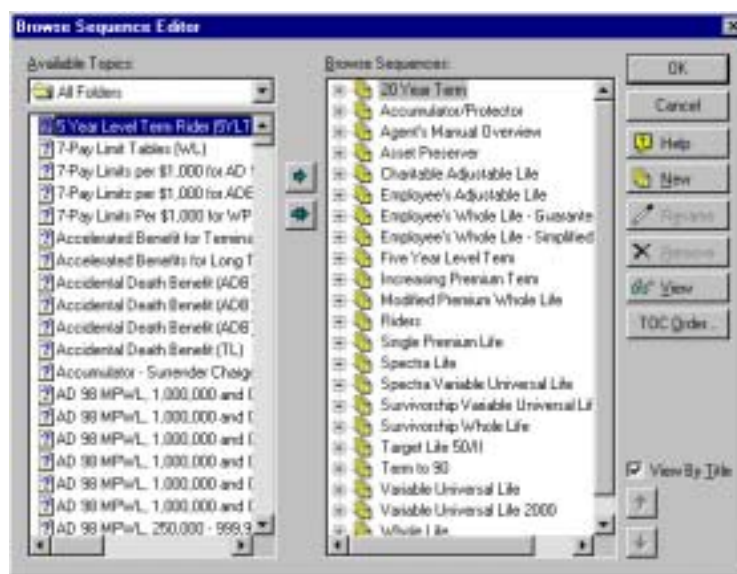 Browse Sequence Editor
Available Topics:
All Folders
5 Year Level Term Rider (5YLT
7-Pay Limit Tables (WL)
7-Pay Limits per $1,000 for AD
7-Pay Limits per $1,000 for ADB
7-Pay Limits Per $1,000 for WP
Accelerated Benefit for Termina
Accelerated Benefits for Long T
Accidental Death Benefit (ADB
Accidental Death Benefit (ADB
Accidental Death Benefit (ADB
Accidental Death Benefit (TL)
Accumulator - Surrender Charge
AD 98 MPWL, 1,000,000 and
AD 98 MPWL, 1,000,000 and
AD 98 MPWL, 1,000,000 and
AD 98 MPWL, 1,000,000 and
AD 98 MPWL, 1,000,000 and
AD 98 MPWL, 1,000,000 and
AD 98 MPWL, 250,000 - 999,9
Browse Sequences:
20 Year Term
Accumulator/Protector
Agent's Manual Overview
Asset Preserver
Charitable Adjustable Life
Employee's Adjustable Life
Employee's Whole Life - Guarante
Employee's Whole Life - Simplified
Five Year Level Term
Increasing Premium Term
Modified Premium Whole Life
Riders
Single Premium Life
Spectra Life
Spectra Variable Universal Life
Survivorship Variable Universal Lif
Survivorship Whole Life
Target Life 50/II
Term to 90
Variable Universal Life
Variable Universal Life 2000
Whole Life
OK
Cancel
Help
New
Rename
Remove
View
TOC Order...
View By Title